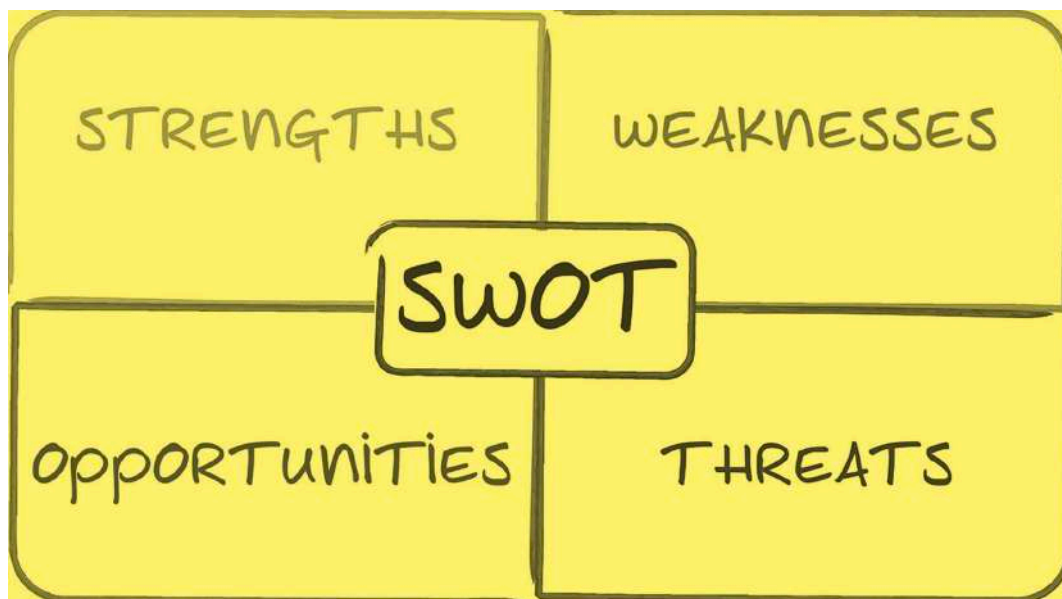 STRENGTHS
WEAKNESSES
SWOT
OPPORTUNITIES
THREATS